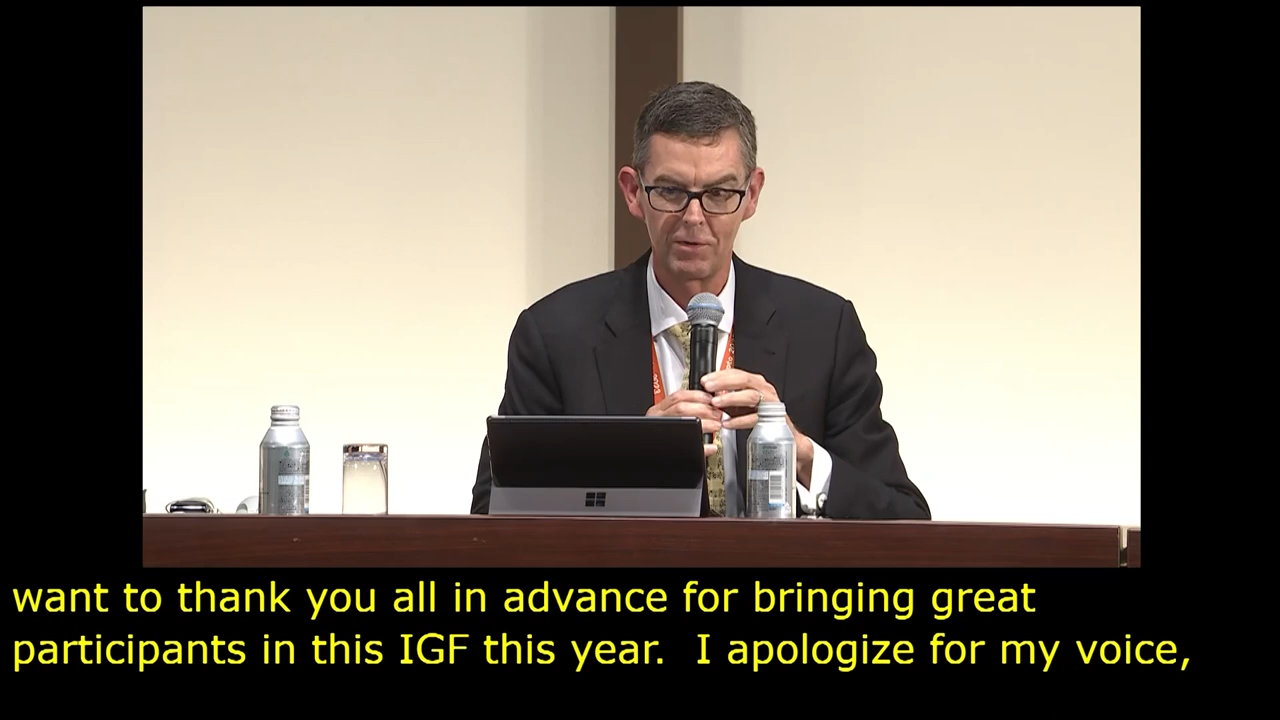 want to thank you all in advance for bringing great
participants in this IGF this year.  I apologize for my voice,